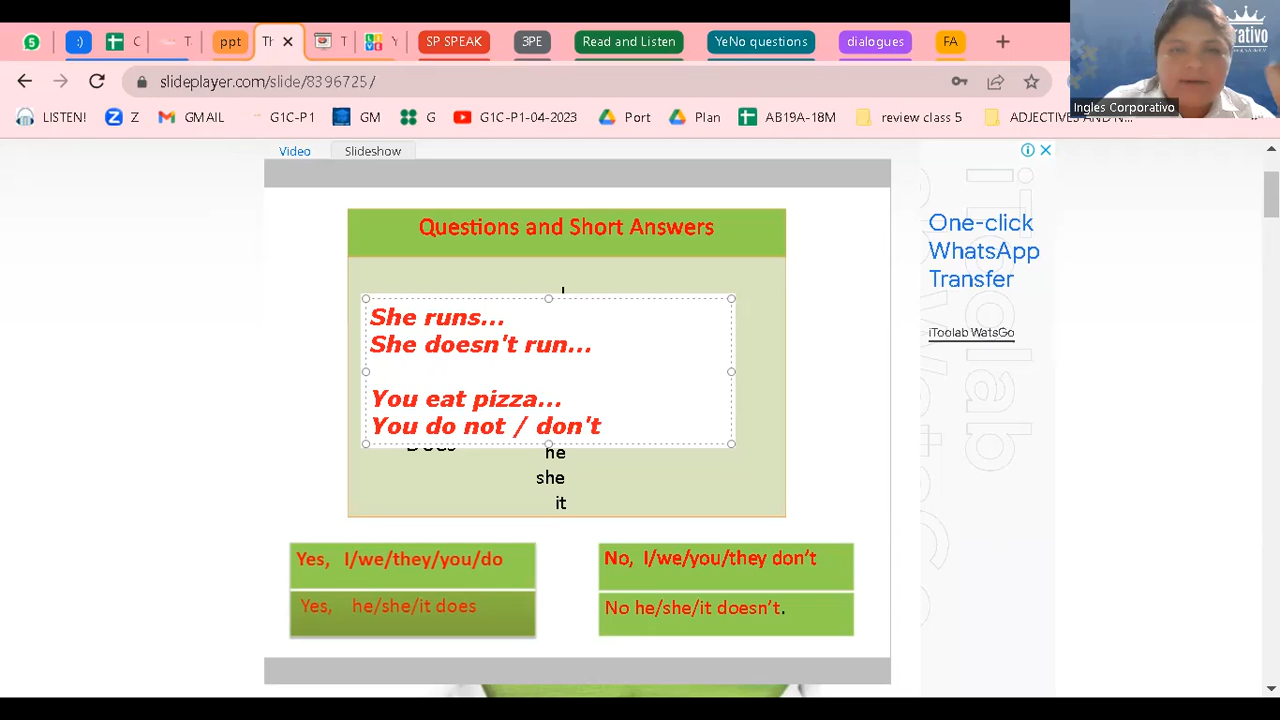 5
:)
C
T
ppt
Th
T
Y
SP SPEAK
3PE
Read and Listen
YeNo questions
dialogues
FA
slideplayer.com/slide/8396725/
LISTEN!
Z
GMAIL
G1C-P1
GM
G
G1C-P1-04-2023
Port
Plan
AB19A-18M
review class 5
Ingles Corporativo
Video
Slideshow
Questions and Short Answers
She runs...
She doesn't run...
You eat pizza...
You do not / don't
Does
he
she
it
Yes, I/we/they/you/do
No, I/we/you/they don't
Yes, he/she/it does
No he/she/it doesn't.
One-click
WhatsApp
Transfer
iToolab WatsGo